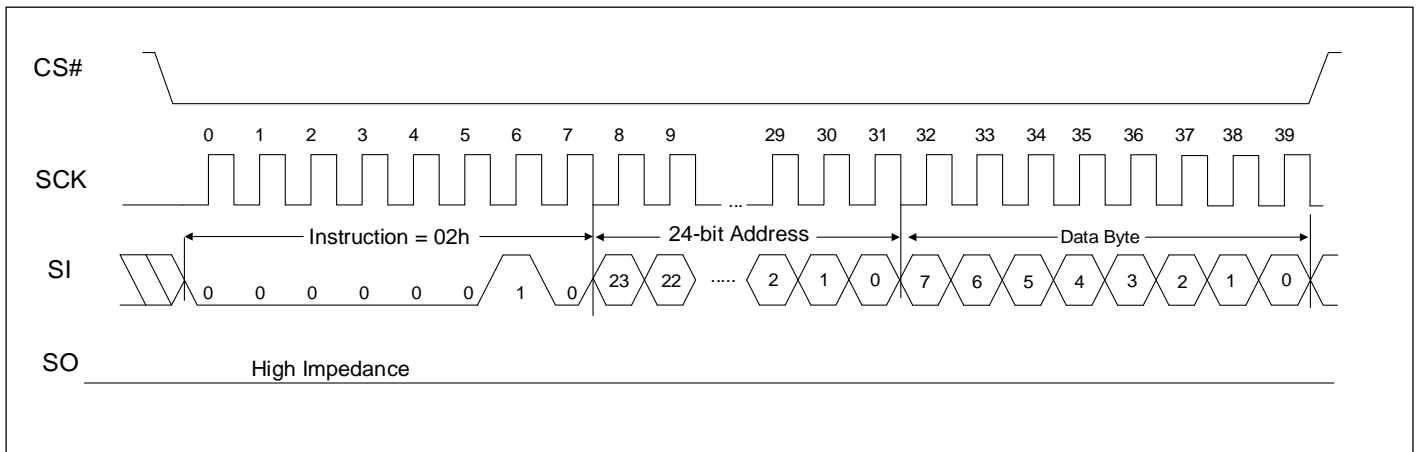 CS#
0 1 2 3 4 5 6 7 8 9 29 30 31 32 33 34 35 36 37 38 39
SCK
...
Instruction = 02h 24-bit Address Data Byte
SI
0 0 0 0 0 0 1 0 23 22 ..... 2 1 0 7 6 5 4 3 2 1 0
SO
High Impedance